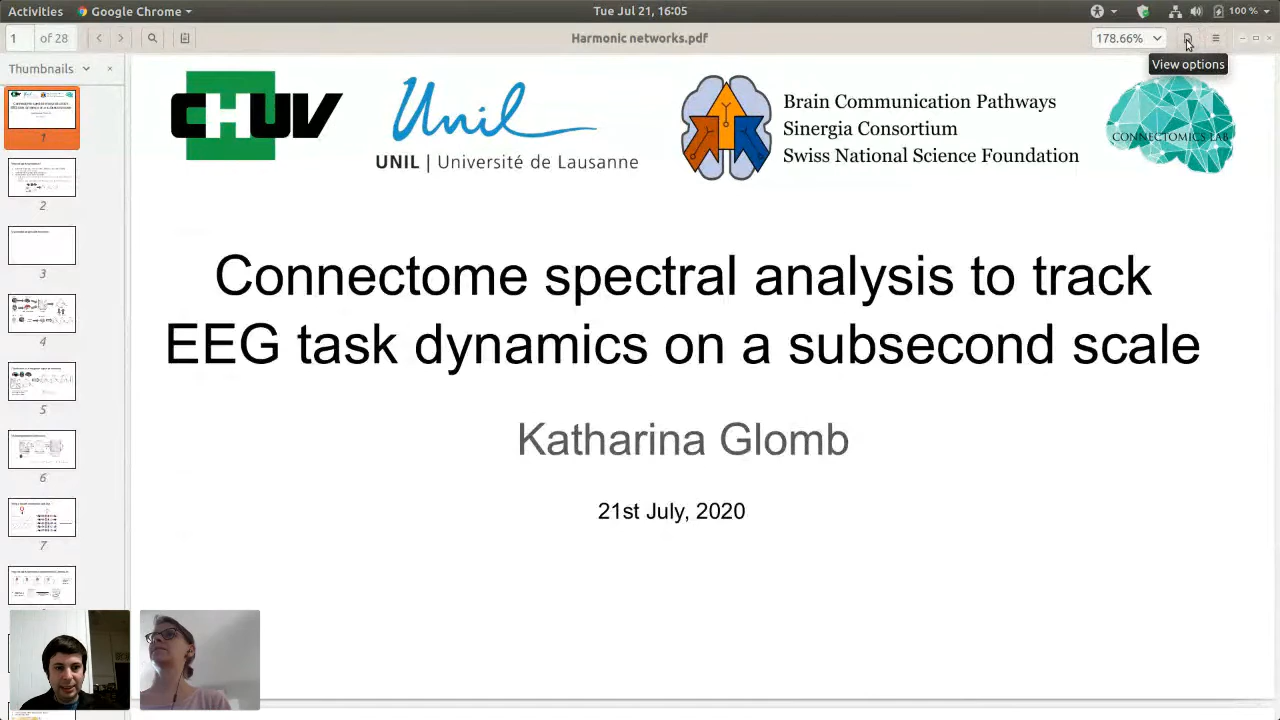 Activities
Google Chrome
Tue Jul 21, 16:05
100 %
1
of 28
Harmonic networks.pdf
178.66%
Thumbnails
View options
CHUV
Unil
UNIL | Université de Lausanne
Brain Communication Pathways
Sinergia Consortium
Swiss National Science Foundation
CONNECTOMICS LAB
Connectome spectral analysis to track
EEG task dynamics on a subsecond scale
Katharina Glomb
21st July, 2020
1
2
3
4
5
6
7